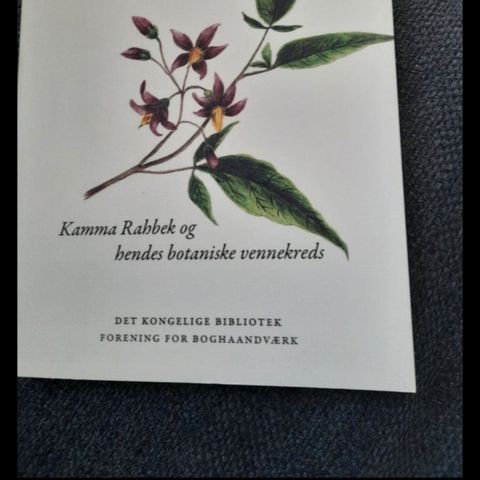 Kamma Rahbek og
hendes botaniske vennekreds
DET KONGELIGE BIBLIOTEK
FORENING FOR BOGHAANDVÆRK